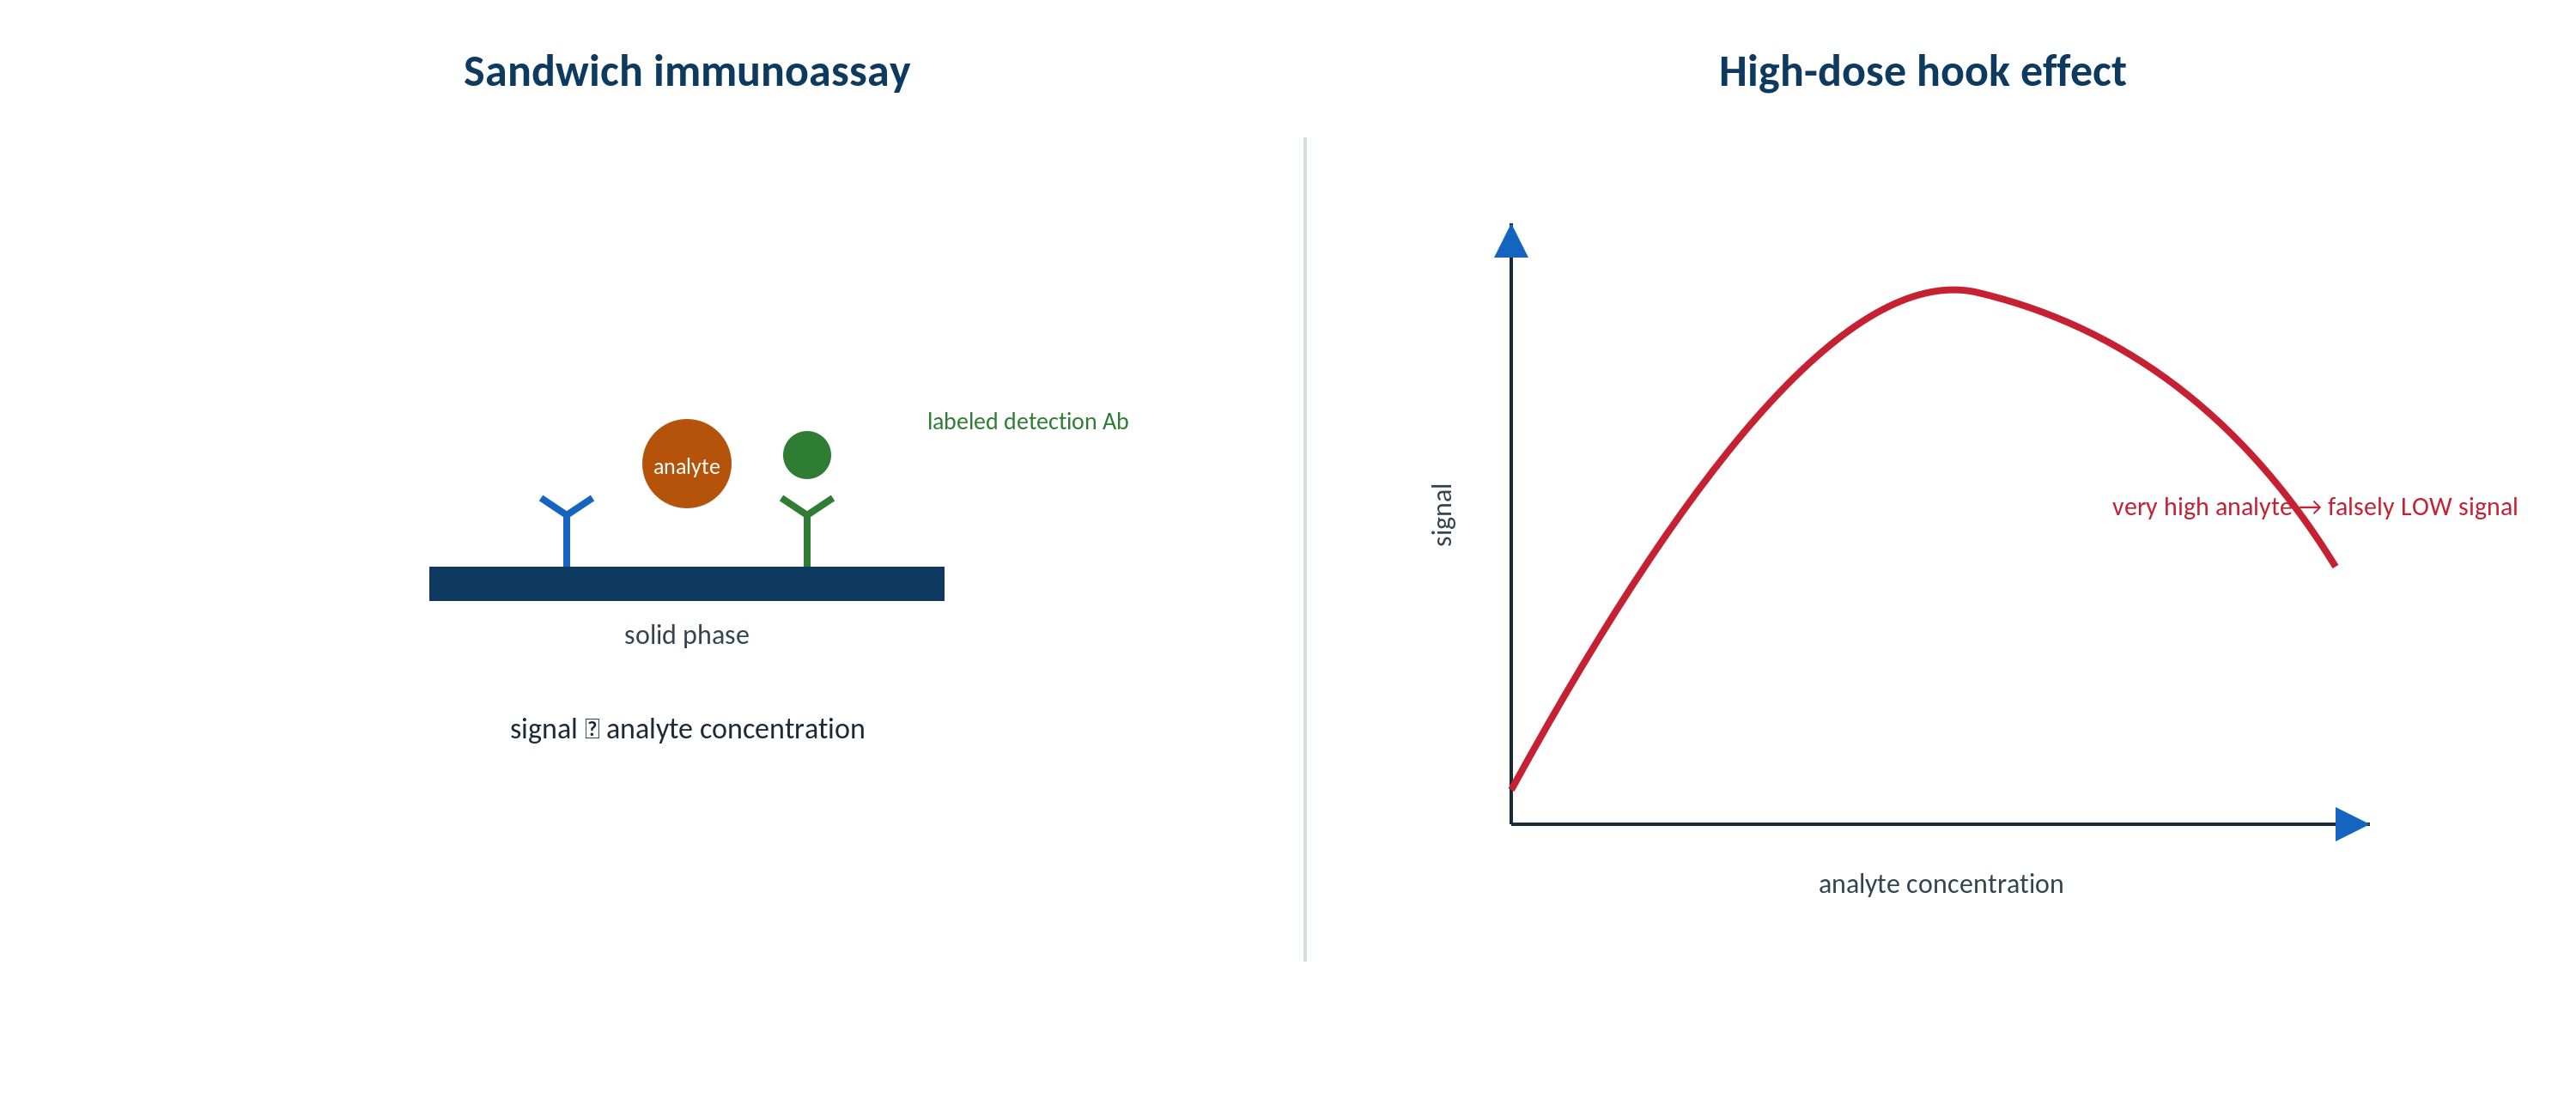 Sandwich immunoassay
High-dose hook effect
labeled detection Ab
analyte
solid phase
signal �  analyte concentration
signal
very high analyte → falsely LOW signal
analyte concentration